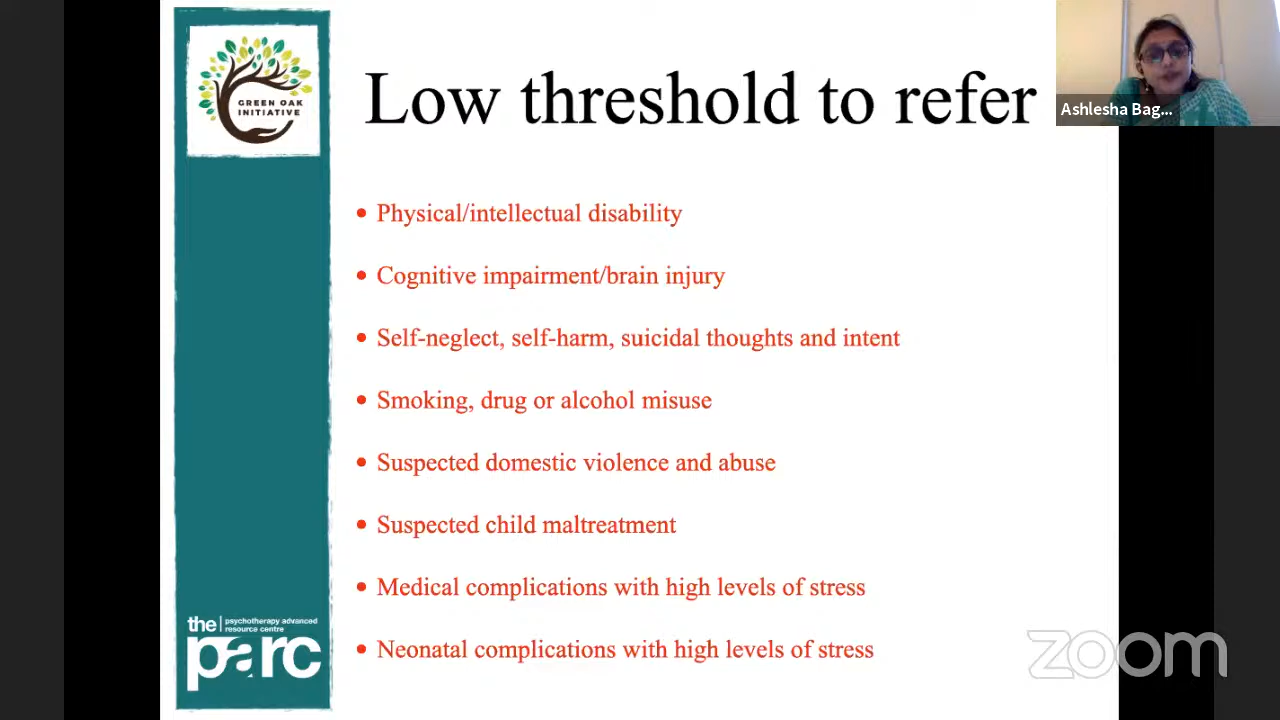 GREEN OAK
INITIATIVE
Low threshold to refer
Ashlesha Bag...
• Physical/intellectual disability
• Cognitive impairment/brain injury
• Self-neglect, self-harm, suicidal thoughts and intent
• Smoking, drug or alcohol misuse
• Suspected domestic violence and abuse
• Suspected child maltreatment
• Medical complications with high levels of stress
• Neonatal complications with high levels of stress
the | psychotherapy advanced
resource centre
parc
zoom